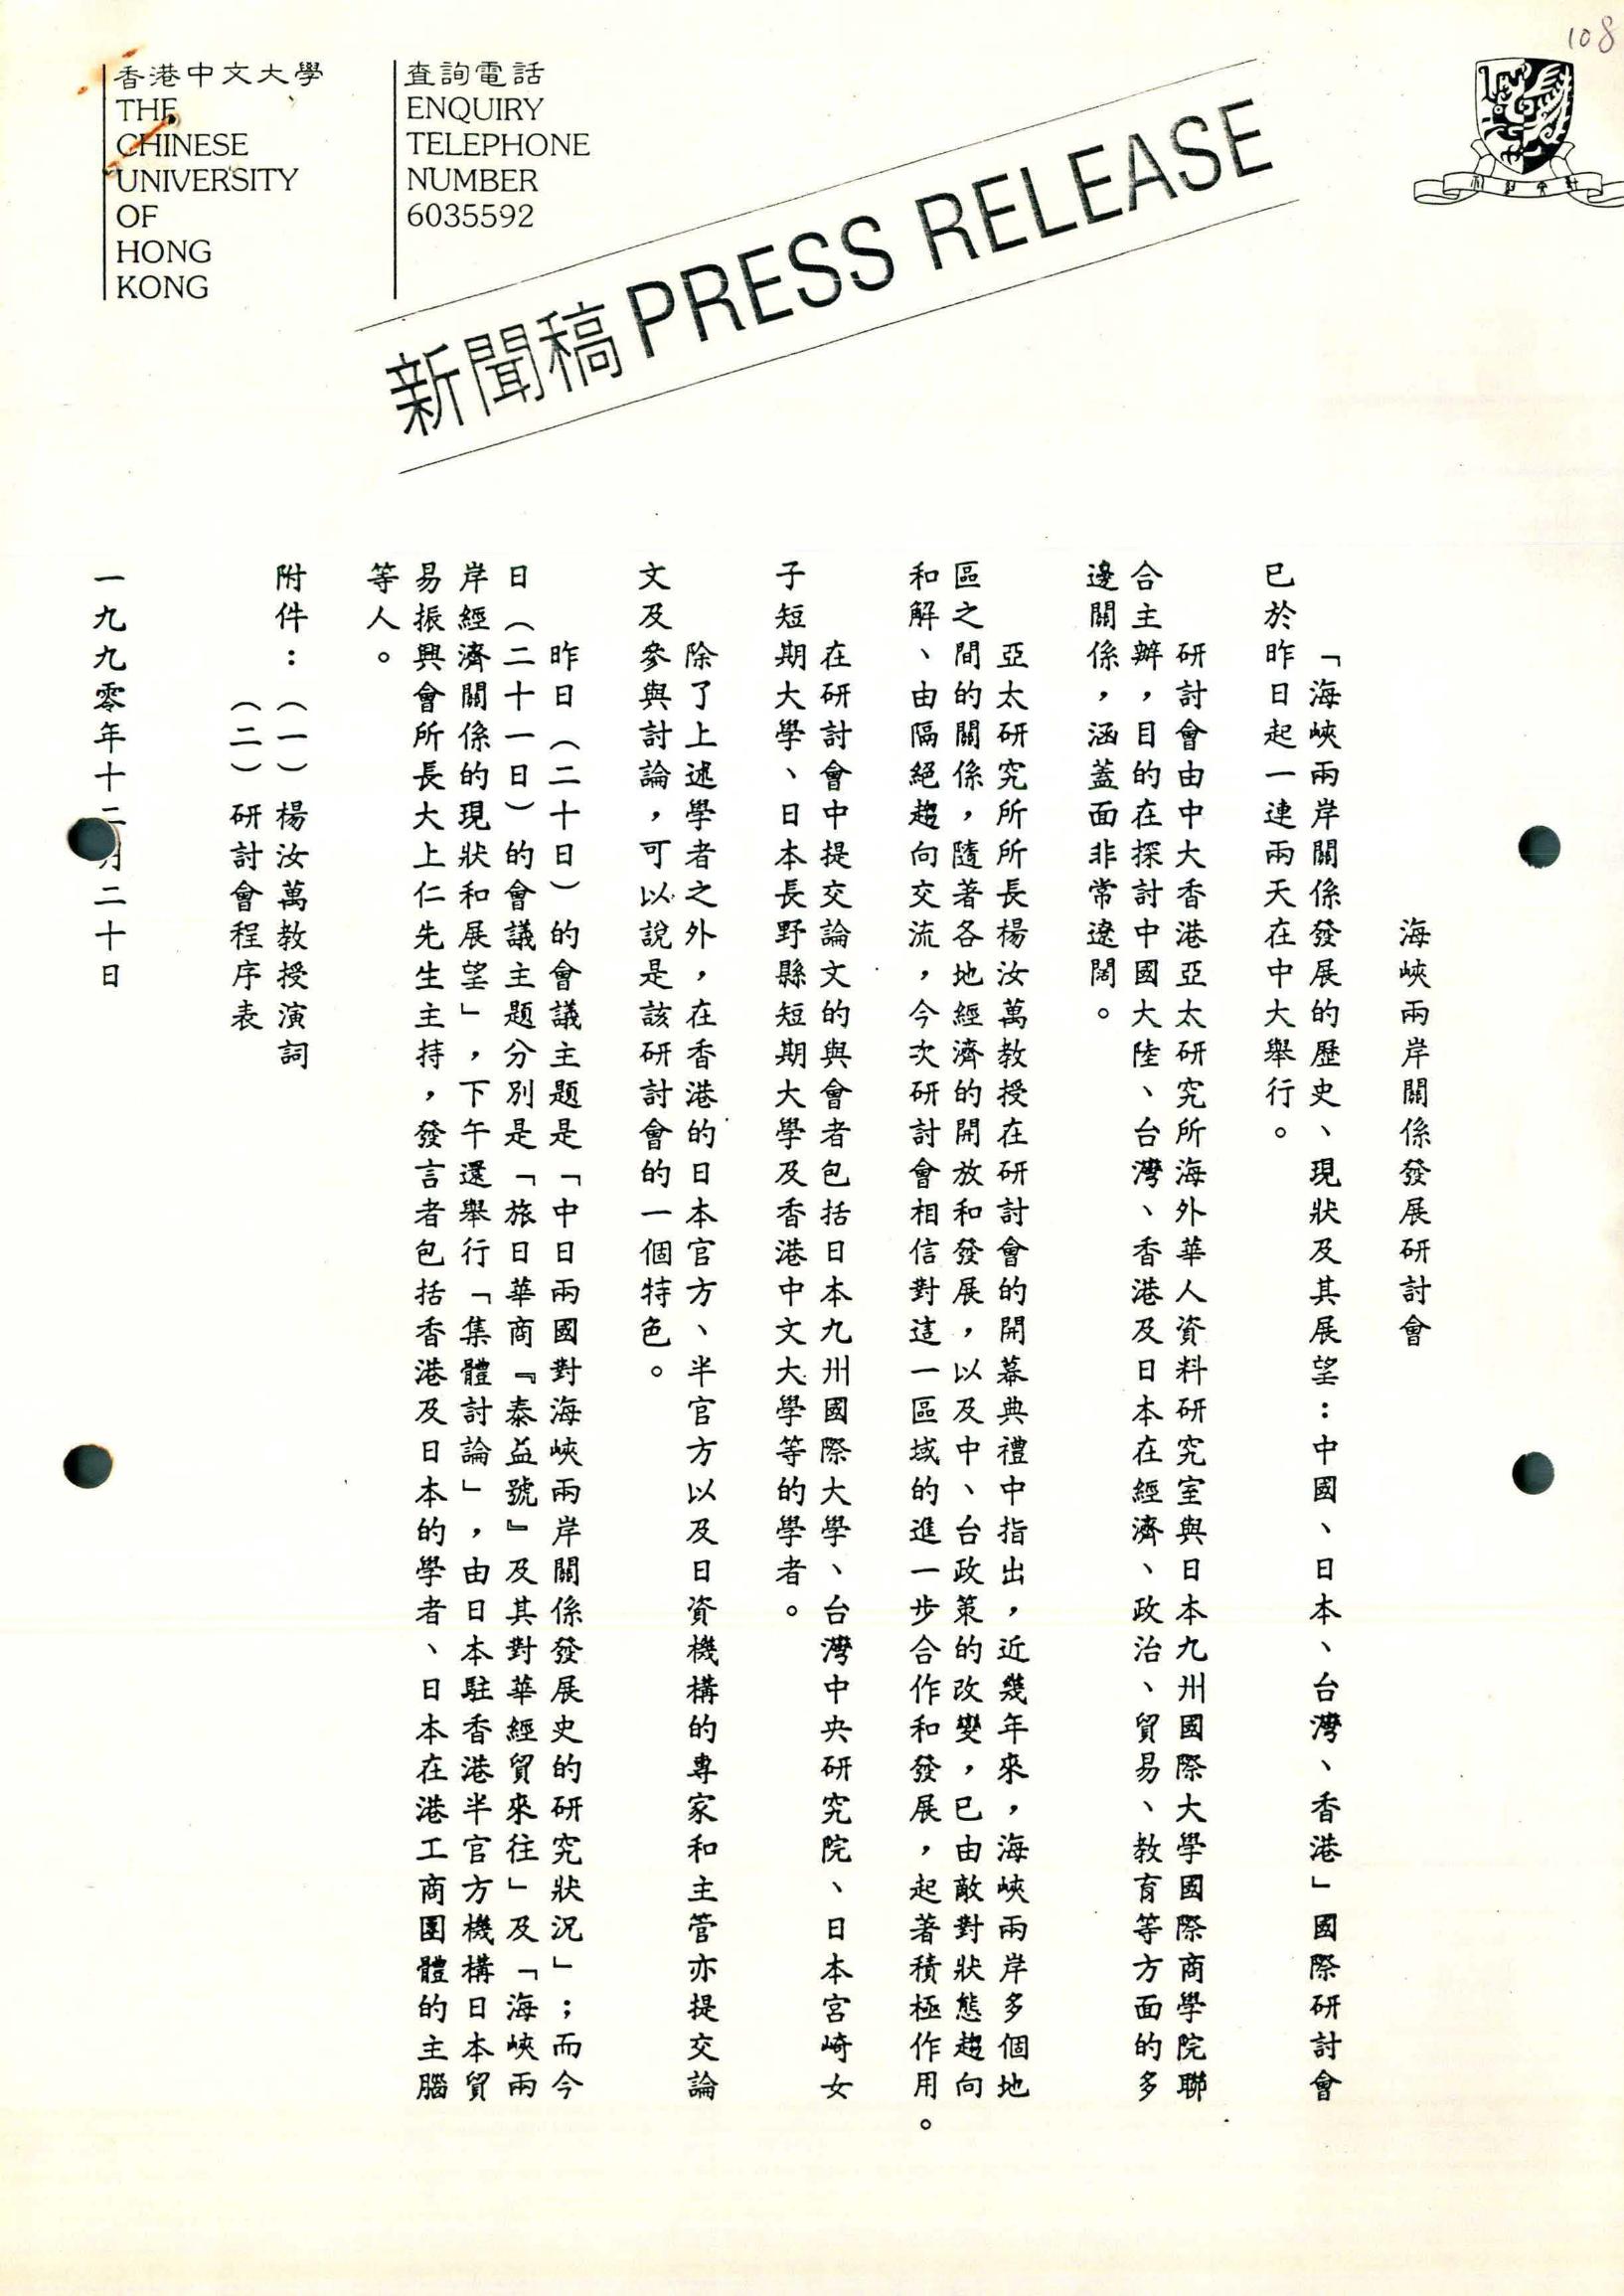 108
香港中文大學
THE
CHINESE
UNIVERSITY
OF
HONG
KONG
查詢電話
ENQUIRY
TELEPHONE
NUMBER
6035592
新聞稿 PRESS RELEASE
海峽兩岸關係發展研討會
「海峽兩岸關係發展的歷史、現狀及其展望：中國、日本、台灣、香港」國際研討會
已於昨日起一連兩天在中大舉行。
研討會由中大香港亞太研究所海外華人資料研究室與日本九州國際大學國際商學院聯
合主辦，目的在探討中國大陸、台灣、香港及日本在經濟、政治、貿易、教育等方面的多
邊關係，涵蓋面非常遼闊。
亞太研究所所長楊汝萬教授在研討會的開幕典禮中指出，近幾年來，海峽兩岸多個地
區之間的關係，隨著各地經濟的開放和發展，以及中、台政策的改變，已由敵對狀態趨向
和解、由隔絕趨向交流，今次研討會相信對這一區域的進一步合作和發展，起著積極作用。
在研討會中提交論文的與會者包括日本九州國際大學、台灣中央研究院、日本宮崎女
子短期大學、日本長野縣短期大學及香港中文大學等的學者。
除了上述學者之外，在香港的日本官方、半官方以及日資機構的專家和主管亦提交論
文及參與討論，可以說是該研討會的一個特色。
昨日（二十日）的會議主題是「中日兩國對海峽兩岸關係發展史的研究狀況」；而今
日（二十一日）的會議主題分別是「旅日華商『泰益號』及其對華經貿來往」及「海峽兩
岸經濟關係的現狀和展望」，下午還舉行「集體討論」，由日本駐香港半官方機構日本貿
易振興會所長大上仁先生主持，發言者包括香港及日本的學者、日本在港工商團體的主腦
等人。
附件：（一）楊汝萬教授演詞
（二）研討會程序表
一九九零年十二月二十日